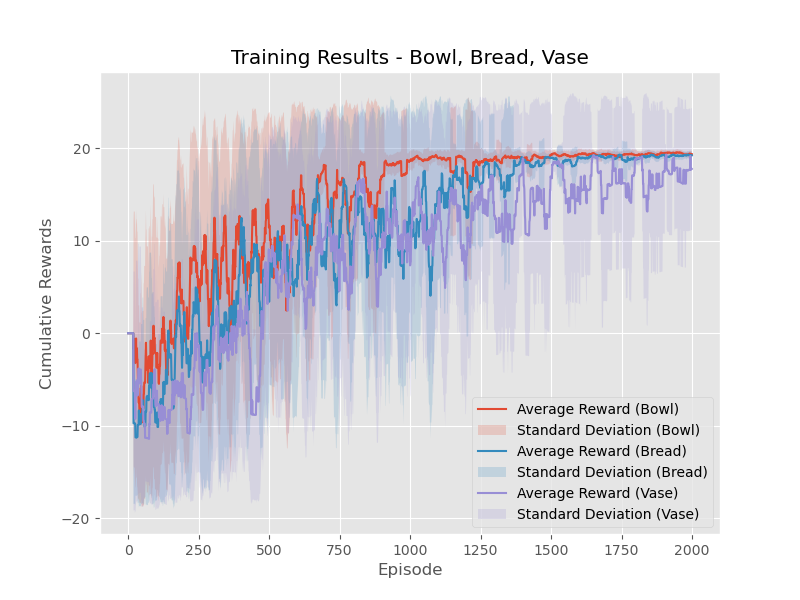 Training Results - Bowl, Bread, Vase
Cumulative Rewards
20
10
0
−10
−20
0 250 500 750 1000 1250 1500 1750 2000
Episode
Average Reward (Bowl)
Standard Deviation (Bowl)
Average Reward (Bread)
Standard Deviation (Bread)
Average Reward (Vase)
Standard Deviation (Vase)